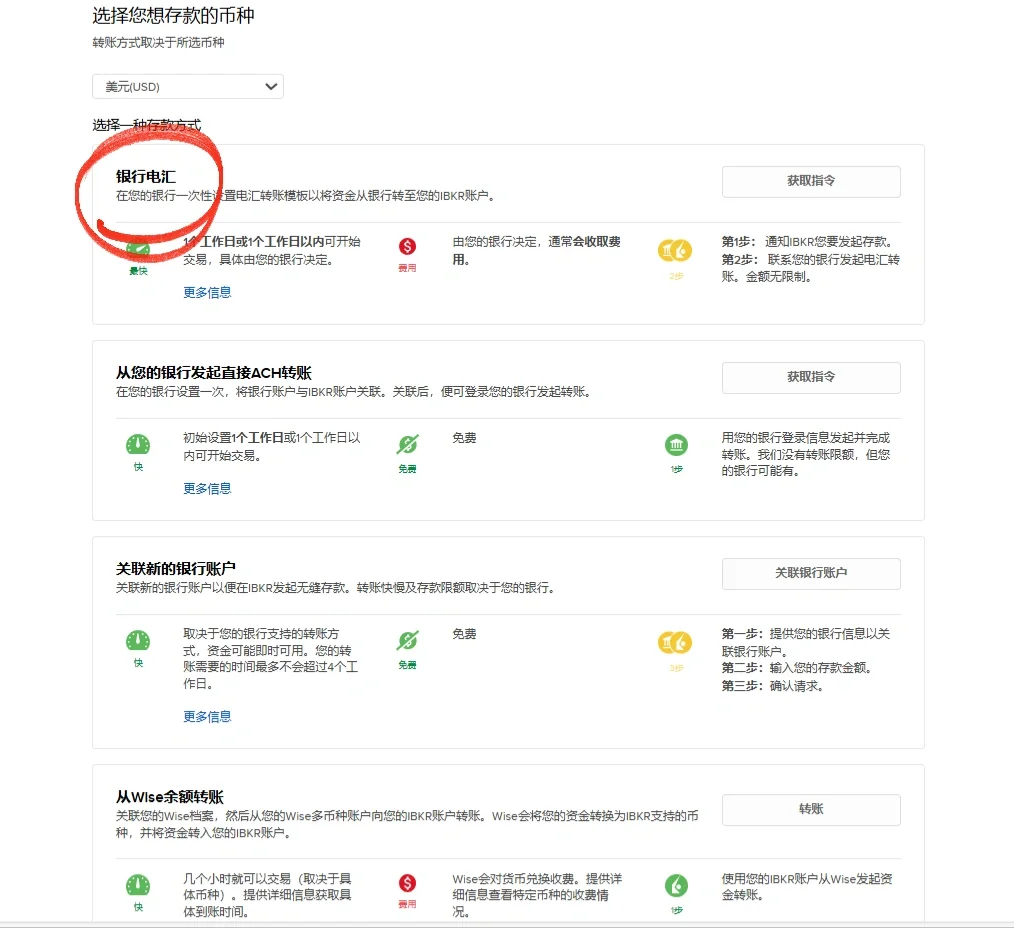 选择您想存款的币种
转账方式取决于所选币种
美元(USD)
选择一种存款方式
银行电汇
在您的银行一次性设置电汇转账模板以将资金从银行转至您的IBKR账户。
获取指令
最快
1个工作日或1个工作日以内可开始
交易，具体由您的银行决定。
更多信息
费用
由您的银行决定，通常会收取费
用。
2步
第1步： 通知IBKR您要发起存款。
第2步： 联系您的银行发起电汇转
账。金额无限制。
从您的银行发起直接ACH转账
在您的银行设置一次，将银行账户与IBKR账户关联。关联后，便可登录您的银行发起转账。
获取指令
快
初始设置1个工作日或1个工作日以
内可开始交易。
更多信息
免费
免费
1步
用您的银行登录信息发起并完成
转账。我们没有转账限额，但您
的银行可能有。
关联新的银行账户
关联新的银行账户以便在IBKR发起无缝存款。转账快慢及存款限额取决于您的银行。
关联银行账户
快
取决于您的银行支持的转账方
式，资金可能即时可用。您的转
账需要的时间最多不会超过4个工
作日。
更多信息
免费
免费
3步
第一步：提供您的银行信息以关
联银行账户。
第二步：输入您的存款金额。
第三步：确认请求。
从Wise余额转账
关联您的Wise档案，然后从您的Wise多币种账户向您的IBKR账户转账。Wise会将您的资金转换为IBKR支持的币
种，并将资金转入您的IBKR账户。
转账
快
几个小时就可以交易（取决于具
体币种）。提供详细信息获取具
体到账时间。
费用
Wise会对货币兑换收费。提供详
细信息查看特定币种的收费情
况。
1步
使用您的IBKR账户从Wise发起资
金转账。